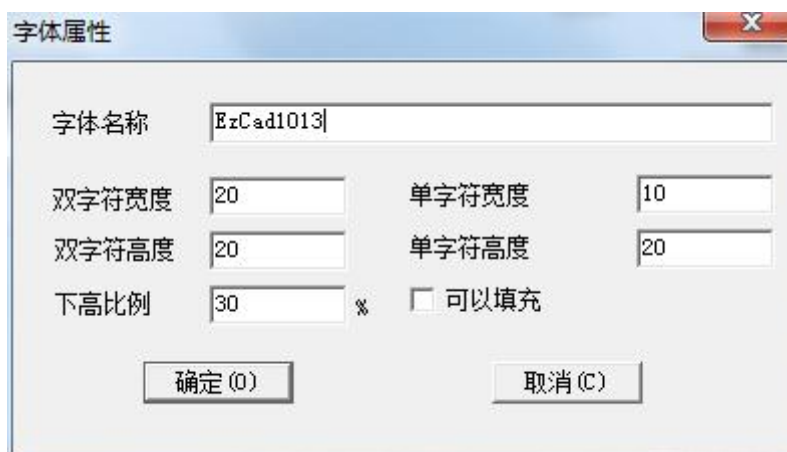 字体属性
字体名称 EzCad1013
双字符宽度 20 单字符宽度 10
双字符高度 20 单字符高度 20
下高比例 30 % 可以填充
确定(O) 取消(C)